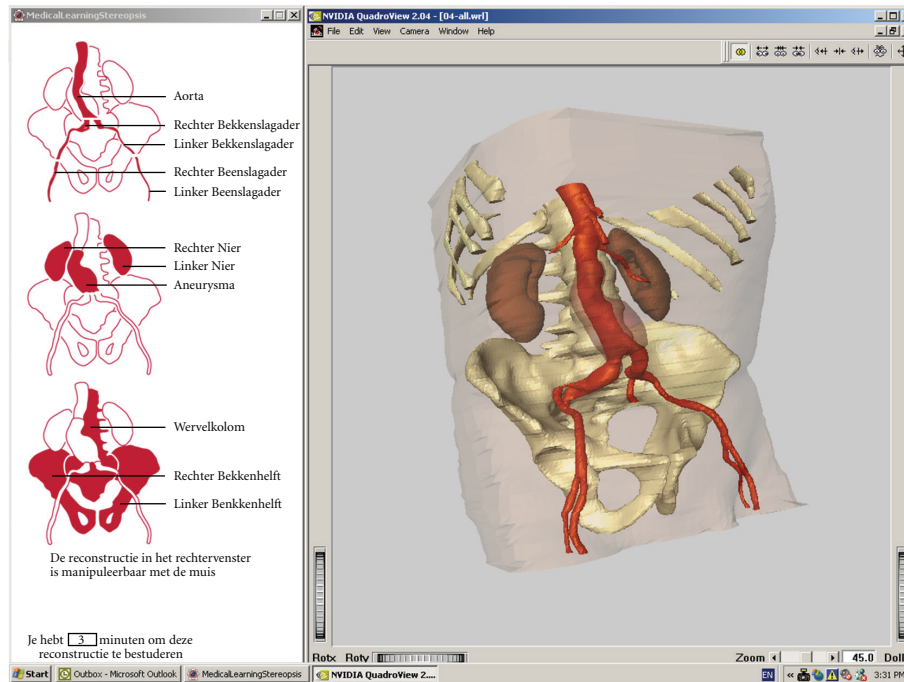 MedicalLearningStereopsis
Aorta
Rechter Bekkenslagader
Linker Bekkenslagader
Rechter Beenslagader
Linker Beenslagader
Rechter Nier
Linker Nier
Aneurysma
Wervelkolom
Rechter Bekkenhelft
Linker Benkkenhelft
De reconstructie in het rechtervenster
is manipuleerbar met de muis
Je hebt 3 minuten om deze
reconstructie te bestuderen
NVIDIA QuadroView 2.04 - [04-all.wrl]
File Edit View Camera Window Help
Rotx Roty Zoom 45.0 Doll
Start Outbox - Microsoft Outlook MedicalLearningStereopsis NVIDIA QuadroView 2.... EN « 3:31 PM